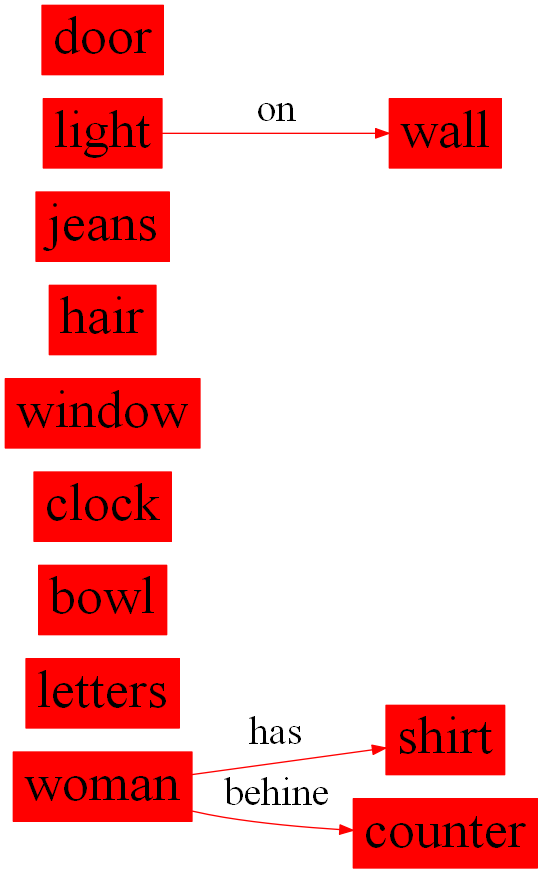 door
light on wall
jeans
hair
window
clock
bowl
letters
has shirt
woman
behine counter